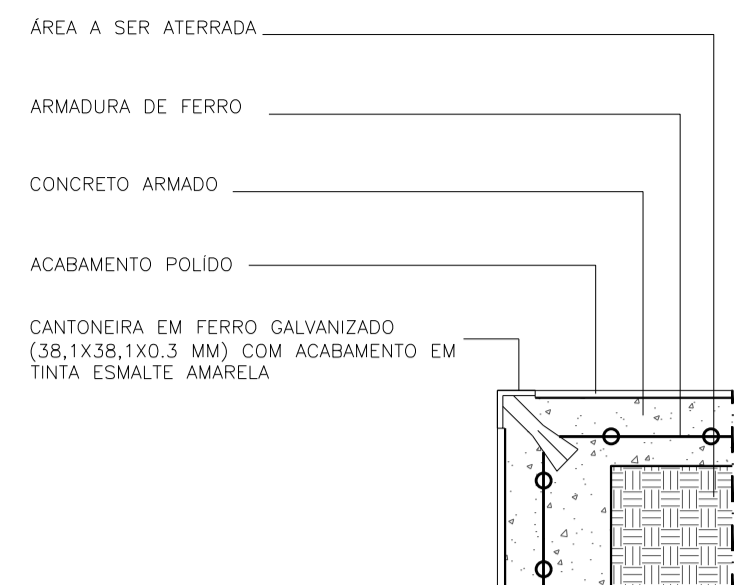 ÁREA A SER ATERRADA
ARMADURA DE FERRO
CONCRETO ARMADO
ACABAMENTO POLÍDO
CANTONEIRA EM FERRO GALVANIZADO
(38,1X38,1X0.3 MM) COM ACABAMENTO EM
TINTA ESMALTE AMARELA